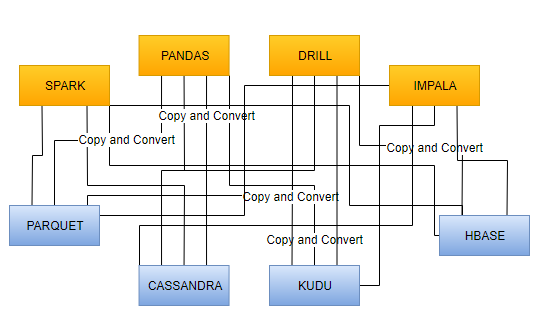 PANDAS
DRILL
SPARK
IMPALA
Copy and Convert
Copy and Convert
Copy and Convert
Copy and Convert
PARQUET
HBASE
Copy and Convert
CASSANDRA
KUDU